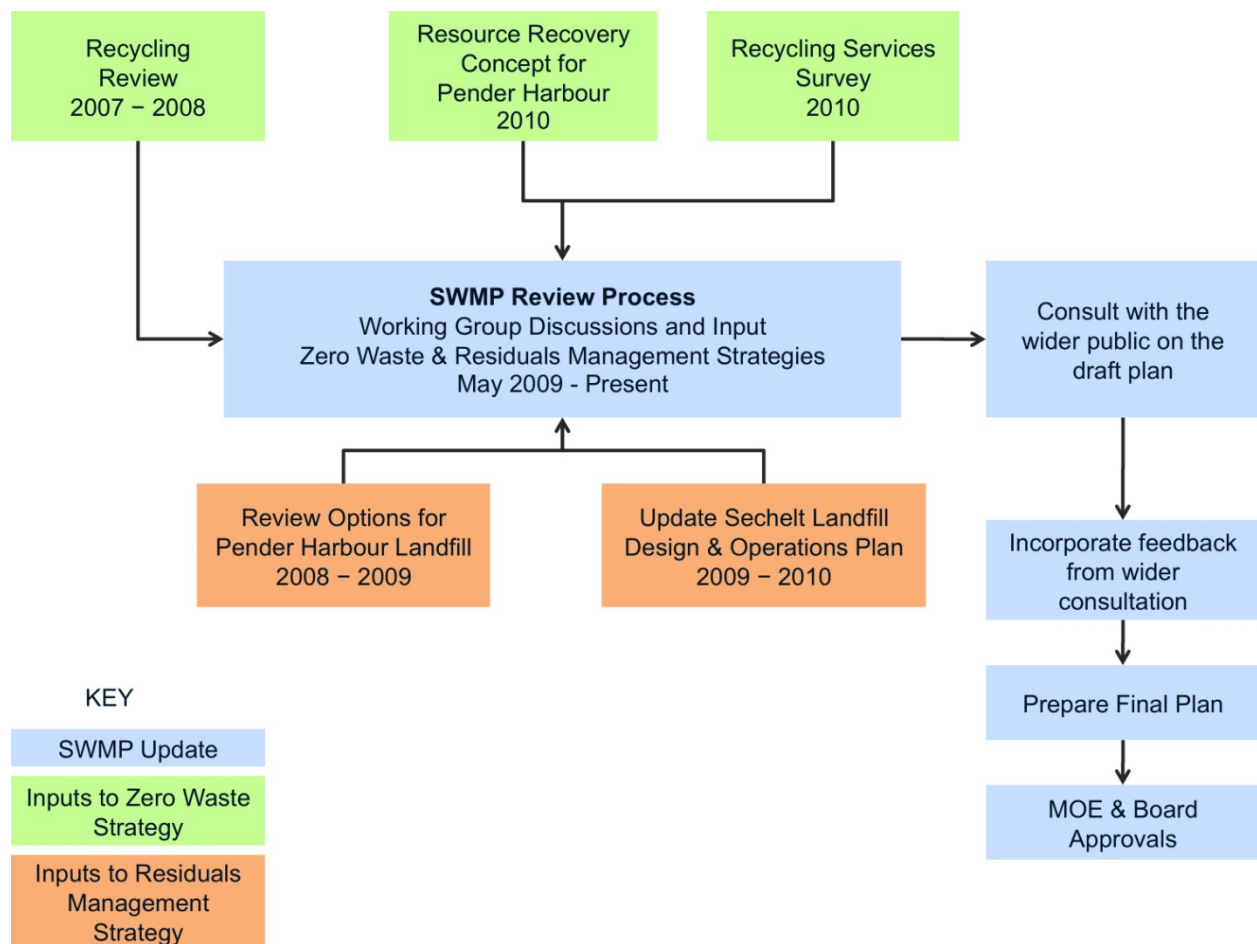 Recycling
Review
2007 – 2008
Resource Recovery
Concept for
Pender Harbour
2010
Recycling Services
Survey
2010
SWMP Review Process
Working Group Discussions and Input
Zero Waste & Residuals Management Strategies
May 2009 - Present
Consult with the
wider public on the
draft plan
Review Options for
Pender Harbour Landfill
2008 – 2009
Update Sechelt Landfill
Design & Operations Plan
2009 – 2010
Incorporate feedback
from wider
consultation
Prepare Final Plan
MOE & Board
Approvals
KEY
SWMP Update
Inputs to Zero Waste
Strategy
Inputs to Residuals
Management
Strategy